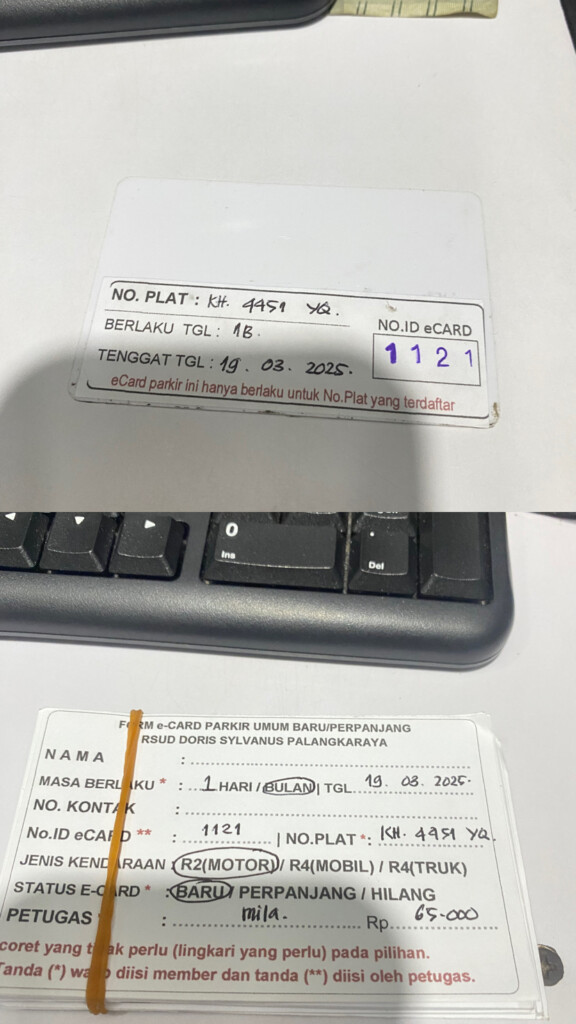 NO. PLAT : KH. 4451 YQ.
BERLAKU TGL : 1B.
NO.ID eCARD
1121
TENGGAT TGL : 19. 03. 2025.
eCard parkir ini hanya berlaku untuk No.Plat yang terdaftar
0
Ins
.
Del
FORM e-CARD PARKIR UMUM BARU/PERPANJANG
RSUD DORIS SYLVANUS PALANGKARAYA
NAMA :
MASA BERLAKU * : 1 HARI / BULAN | TGL 19. 03. 2025.
NO. KONTAK :
No.ID eCARD ** : 1121 | NO.PLAT *: KH. 4451 YQ.
JENIS KENDARAAN : R2(MOTOR) / R4(MOBIL) / R4(TRUK)
STATUS E-CARD * : BARU / PERPANJANG / HILANG
PETUGAS : mila. Rp. 65.000
coret yang tidak perlu (lingkari yang perlu) pada pilihan.
Tanda (*) wajib diisi member dan tanda (**) diisi oleh petugas.